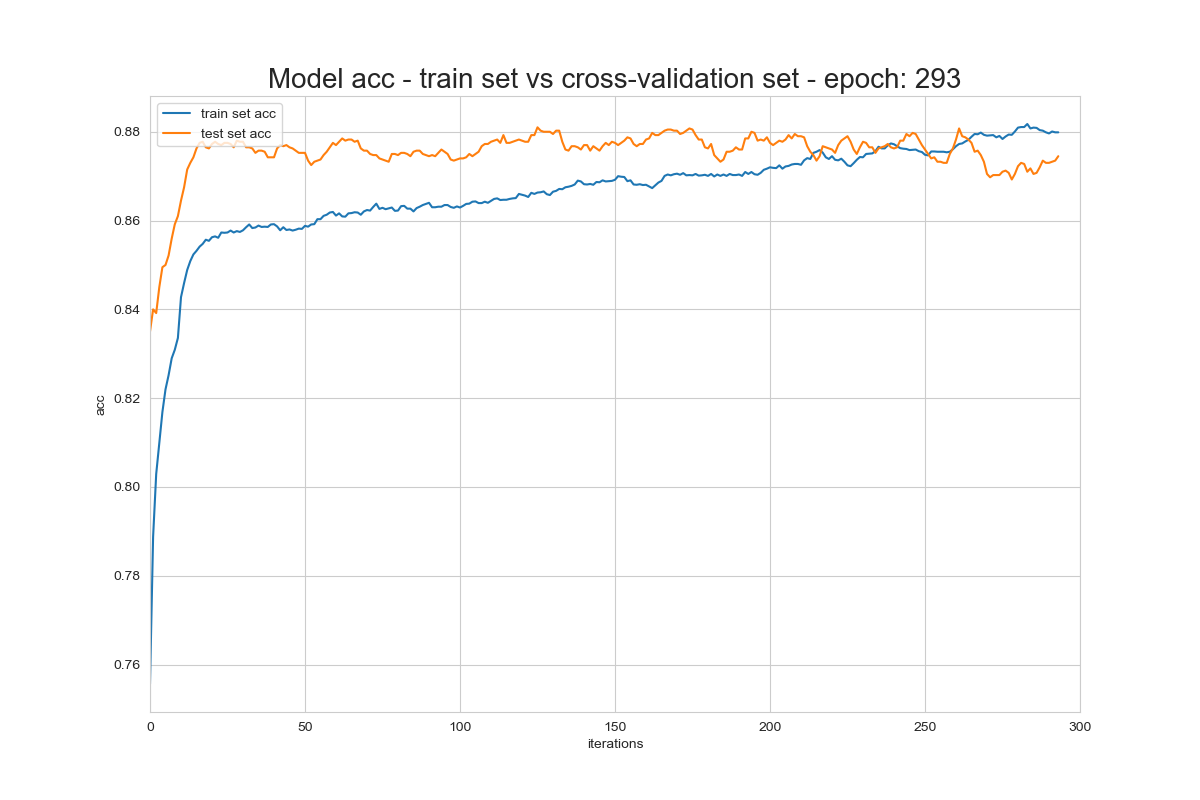 Model acc - train set vs cross-validation set - epoch: 293
train set acc
test set acc
0.88
0.86
0.84
0.82
0.80
0.78
0.76
acc
0 50 100 150 200 250 300
iterations